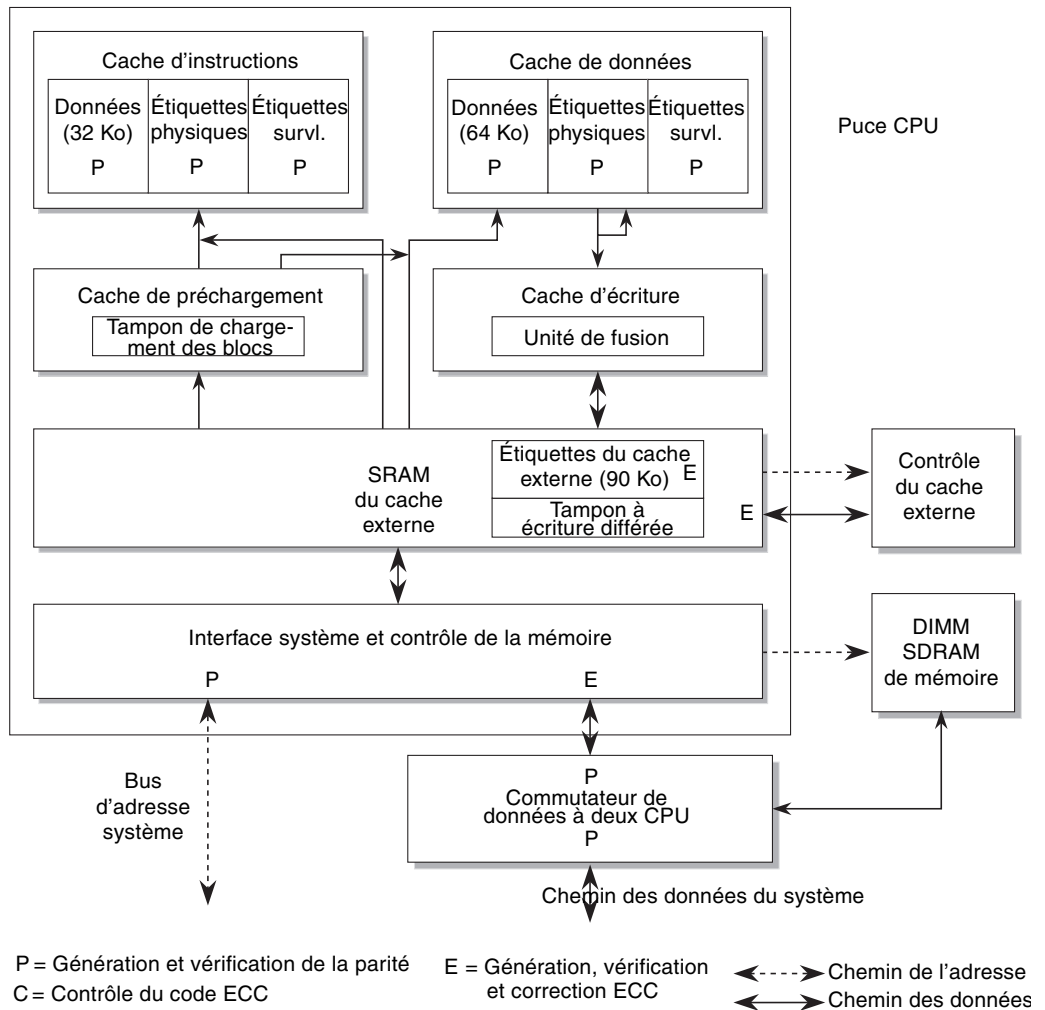 Cache d'instructions
Données
(32 Ko)
P
Étiquettes
physiques
P
Étiquettes
survl.
P
Cache de données
Données
(64 Ko)
P
Étiquettes
physiques
P
Étiquettes
survl.
P
Puce CPU
Cache de préchargement
Tampon de charge-
ment des blocs
Cache d'écriture
Unité de fusion
SRAM
du cache
externe
Étiquettes du cache
externe (90 Ko) E
Tampon à
écriture différée
E
Contrôle
du cache
externe
Interface système et contrôle de la mémoire
P
E
DIMM
SDRAM
de mémoire
Bus
d'adresse
système
P
Commutateur de
données à deux CPU
P
Chemin des données du système
P = Génération et vérification de la parité
C = Contrôle du code ECC
E = Génération, vérification
et correction ECC
Chemin de l'adresse
Chemin des données